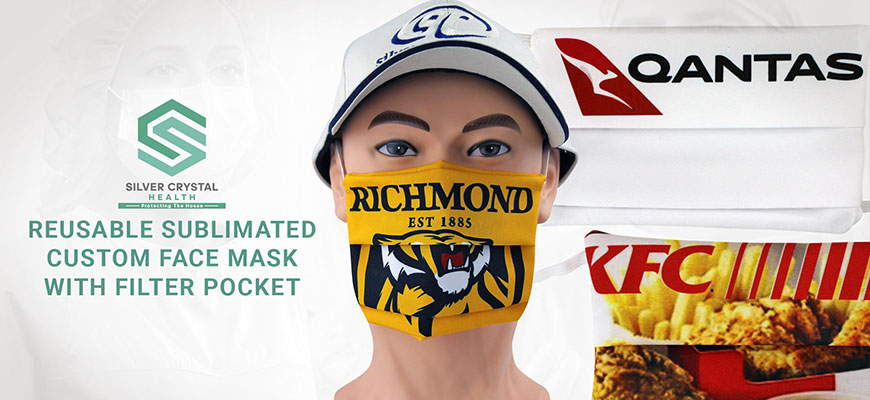 SILVER CRYSTAL
HEALTH
Protecting The House
REUSABLE SUBLIMATED
CUSTOM FACE MASK
WITH FILTER POCKET
RICHMOND
EST 1885
QANTAS
KFC